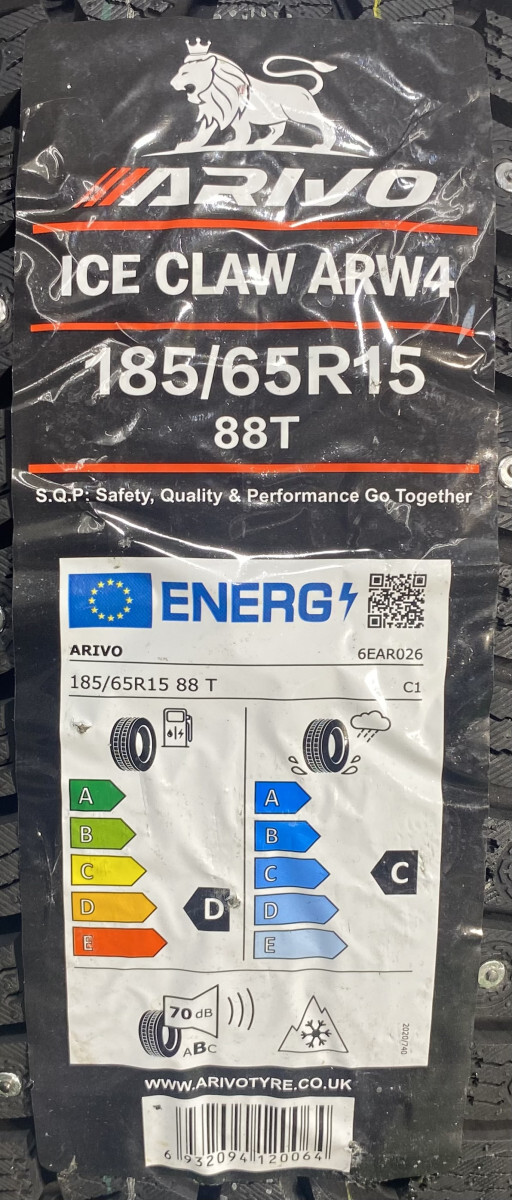 ARIVO
ICE CLAW ARW4
185/65R15
88T
S.Q.P: Safety, Quality & Performance Go Together
ENERG
ARIVO 6EAR026
185/65R15 88 T C1
A A
B B
C C C
D D D
E E
70 dB
ABC
2020/740
WWW.ARIVOTYRE.CO.UK
6 932094 120064